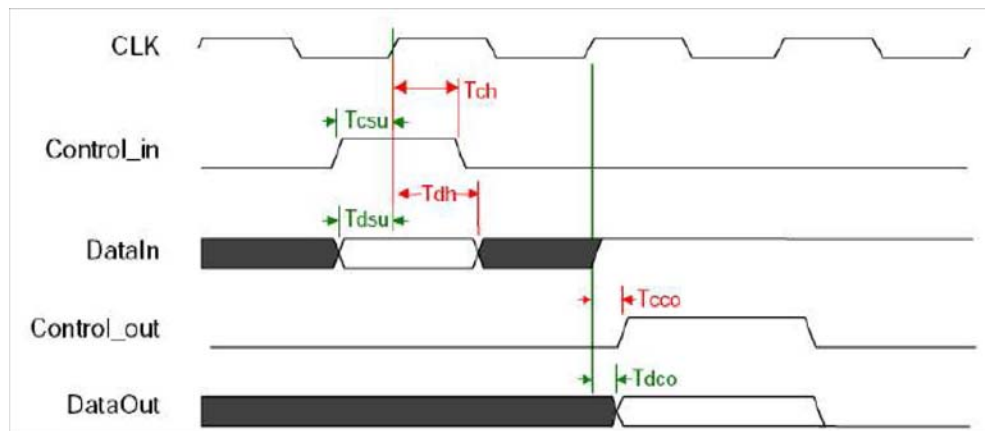 CLK
Tch
Tcsu
Control_in
Tdh
Tdsu
DataIn
Tcco
Control_out
Tdco
DataOut